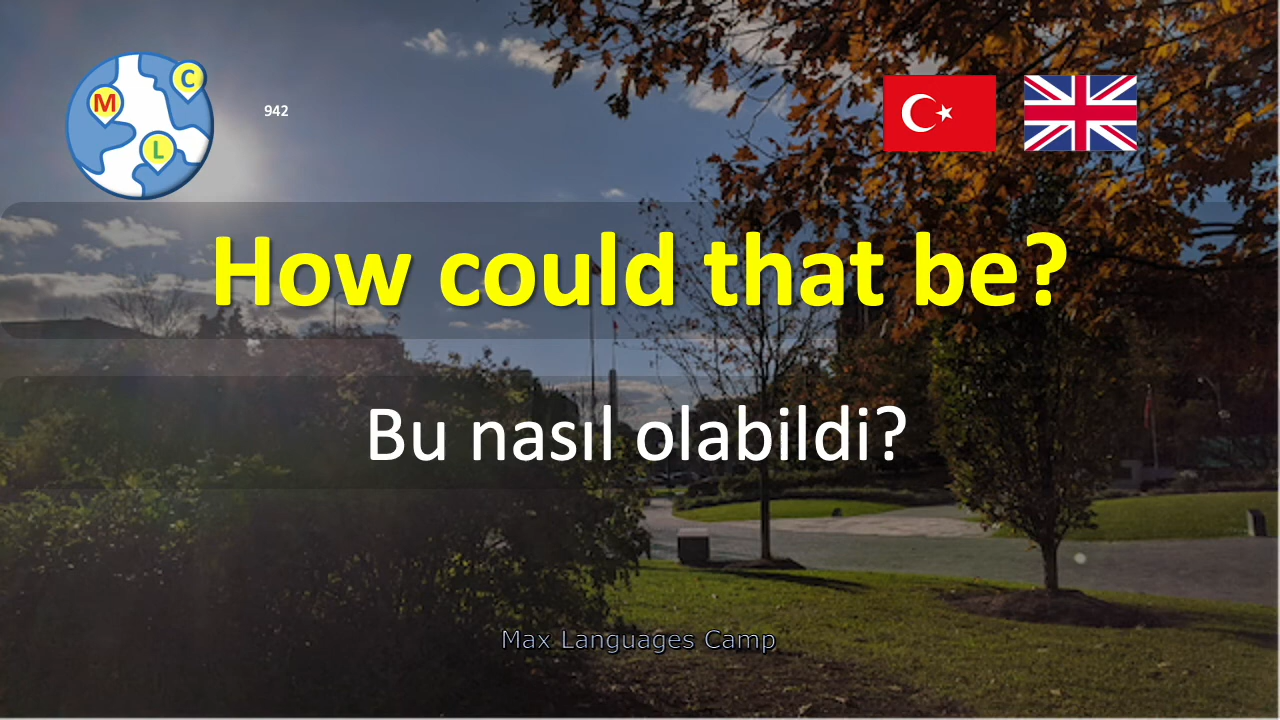 M
C
L
942
How could that be?
Bu nasıl olabildi?
Max Languages Camp